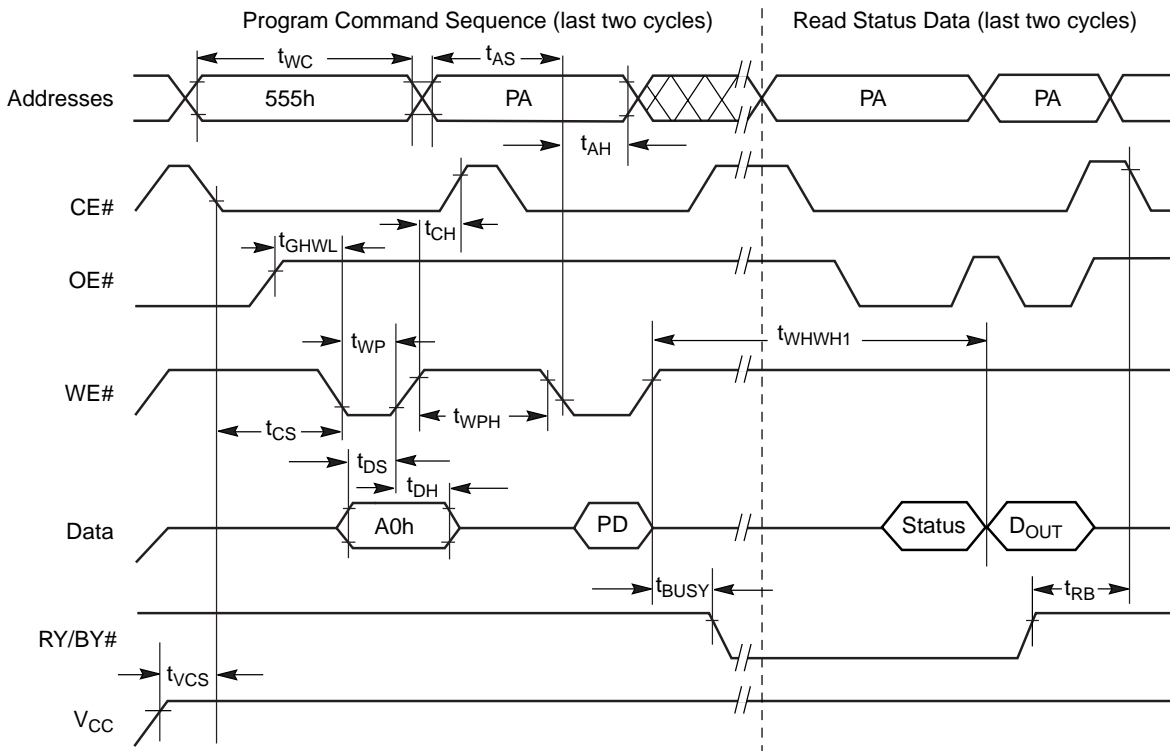 Program Command Sequence (last two cycles)
Read Status Data (last two cycles)
tWC
tAS
Addresses
555h
PA
PA
PA
tAH
CE#
tCH
tGHWL
OE#
tWP
tWHWH1
WE#
tCS
tWPH
tDS
tDH
Data
A0h
PD
Status
DOUT
tBUSY
tRB
RY/BY#
tVCS
VCC